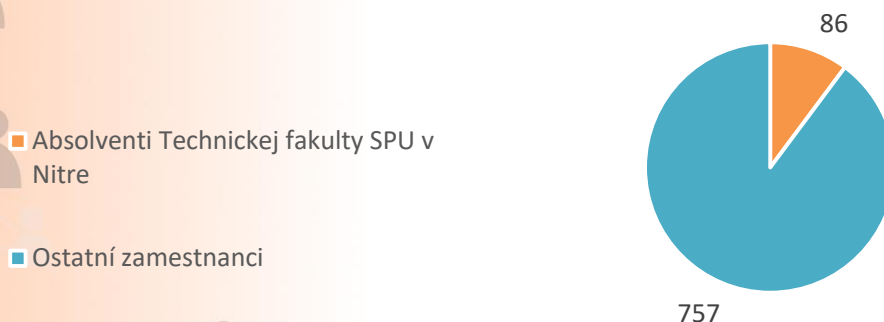 86
Absolventi Technickej fakulty SPU v
Nitre
Ostatní zamestnanci
757